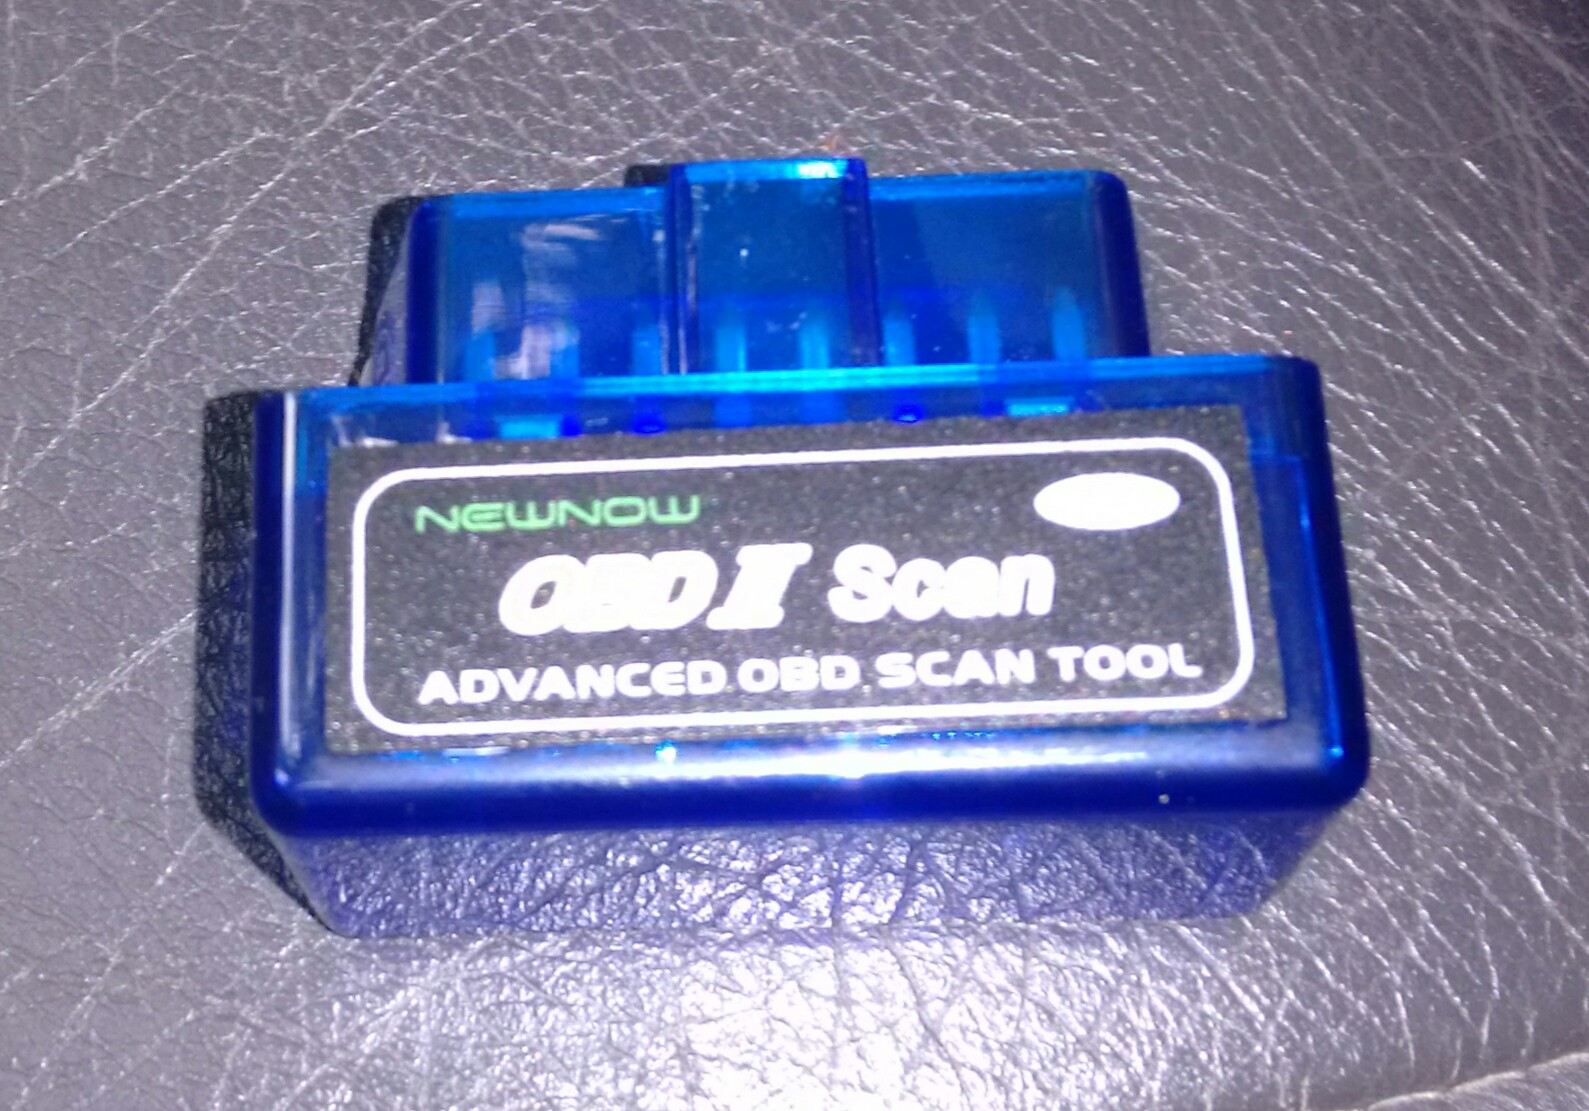 NEWNOW
OBD II Scan
ADVANCED OBD SCAN TOOL